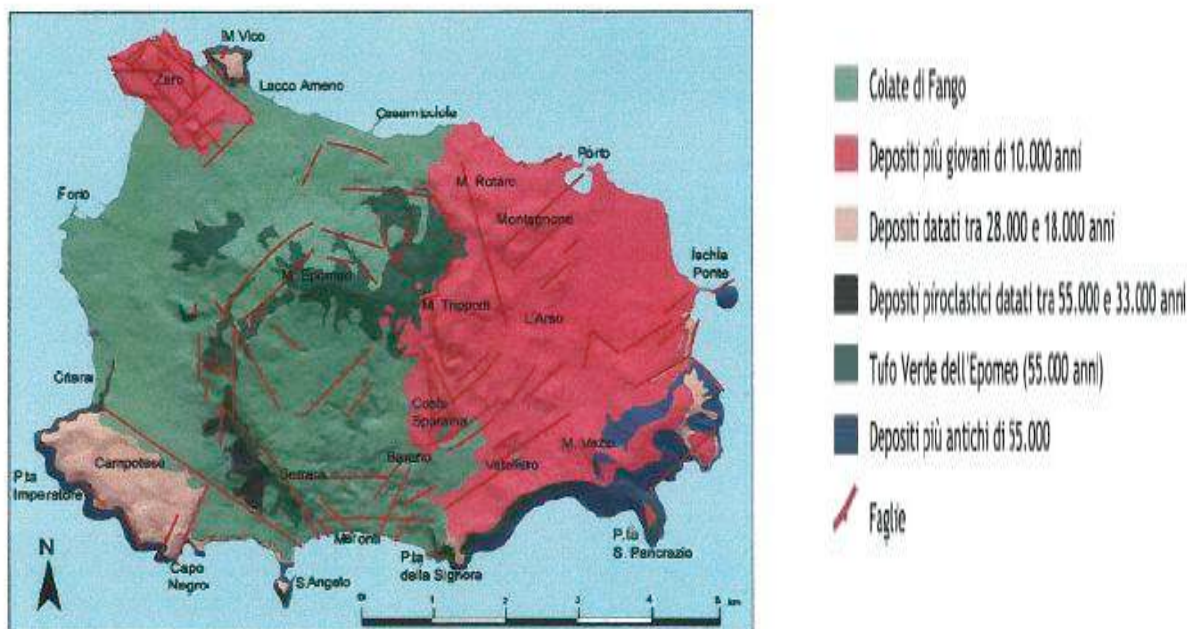 M Vico
Zaro
Lacco Ameno
Casamicciola
Porto
M. Rotaro
Forio
Montagnone
Ischia
Ponte
M. Epomeo
M. Trippodi
L'Arso
Citara
Costa
Sparaina
M. Vezzi
Campotese
Barano
Serrara
Vateliero
P.ta
Imperatore
Maronti
P.ta
S. Pancrazio
N
Capo
Negro
S.Angelo
P.ta
della Signora
0
1
2
3
4
5 km
Colate di Fango
Depositi più giovani di 10.000 anni
Depositi datati tra 28.000 e 18.000 anni
Depositi piroclastici datati tra 55.000 e 33.000 anni
Tufo Verde dell'Epomeo (55.000 anni)
Depositi più antichi di 55.000
Faglie